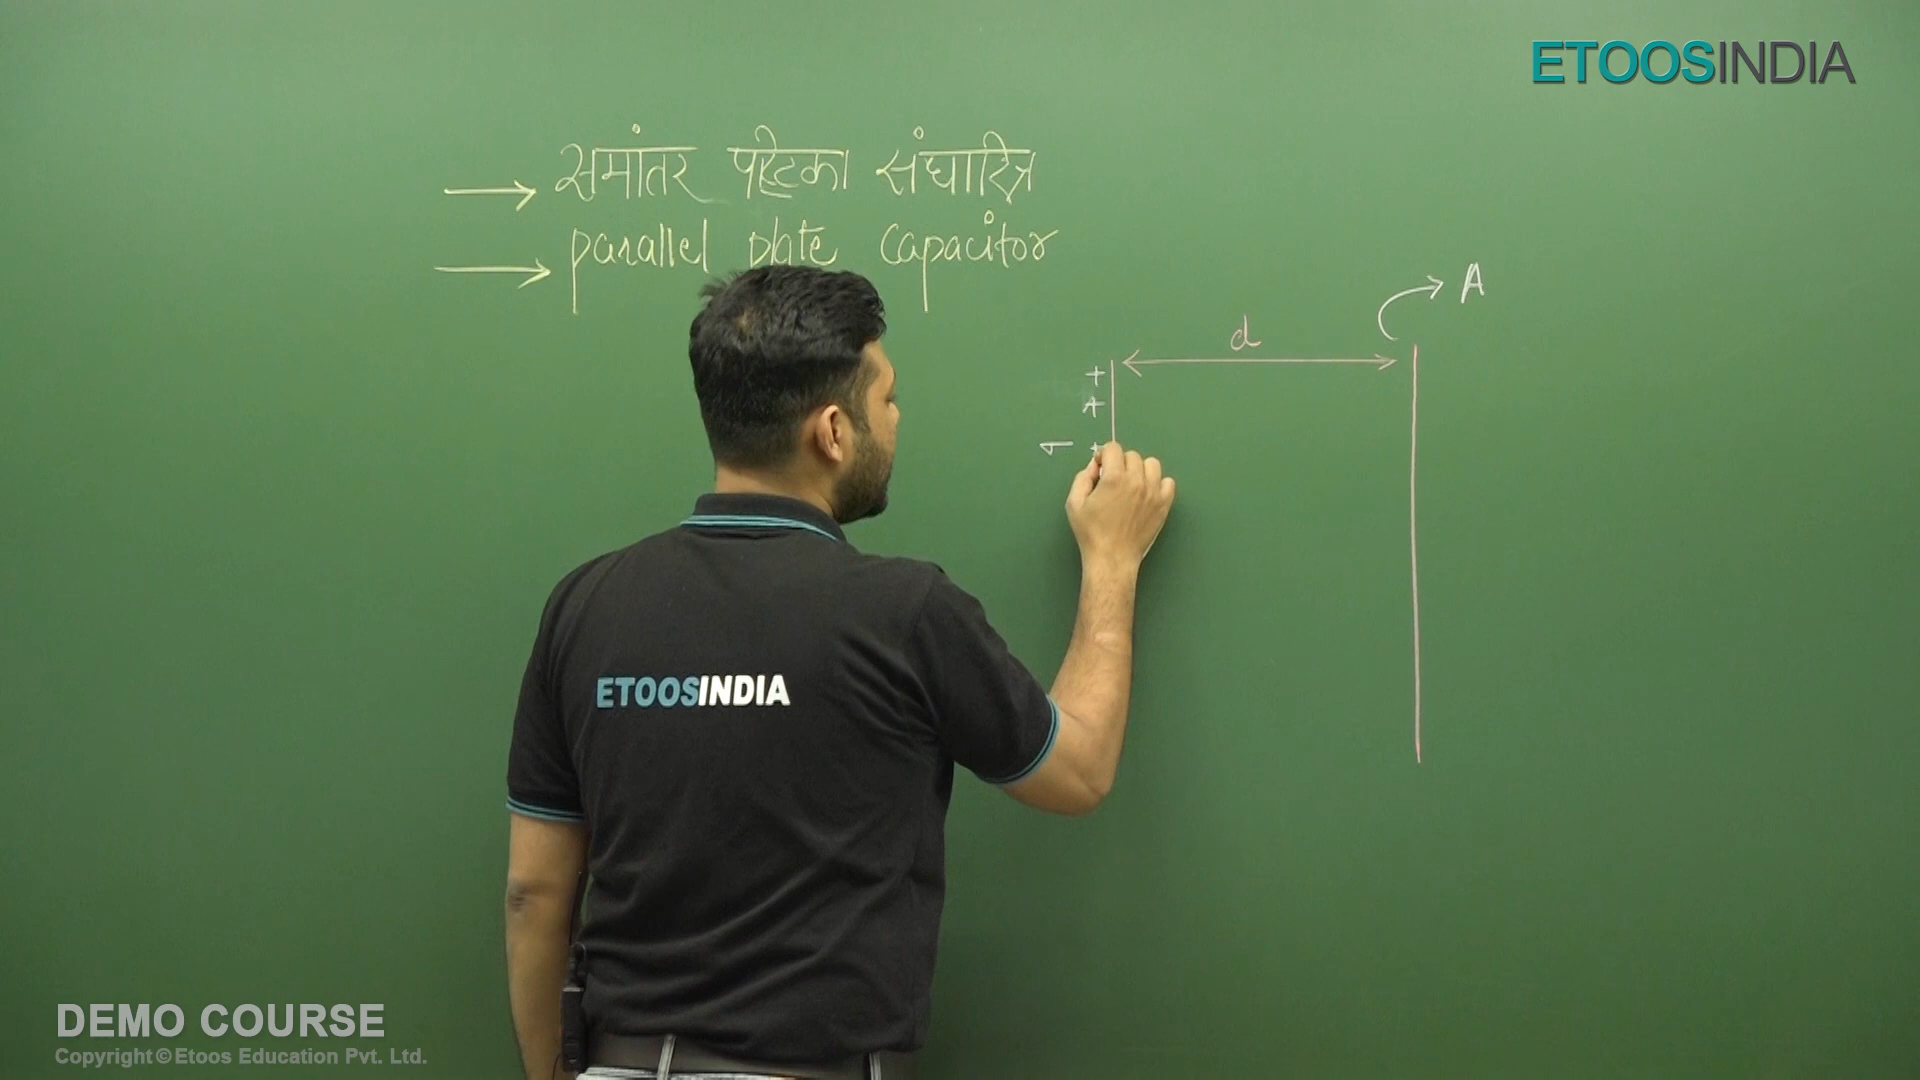 ETOOSINDIA
→ समांतर पट्टिका संधारित्र
→ parallel plate capacitor
A
d
+
+
σ +
ETOOSINDIA
DEMO COURSE
Copyright©Etoos Education Pvt. Ltd.